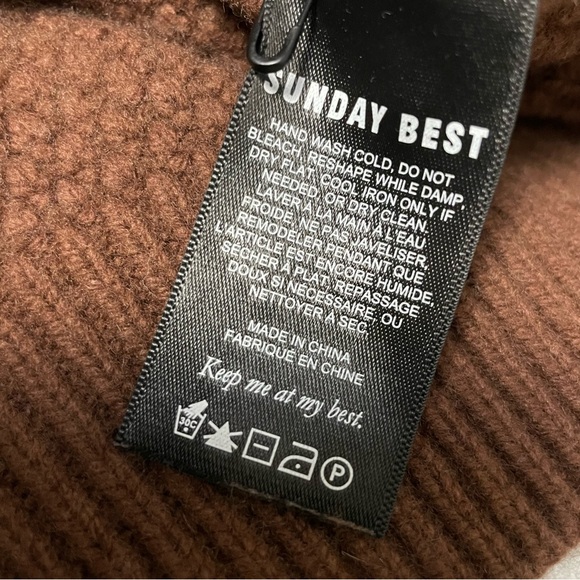 SUNDAY BEST
HAND WASH COLD, DO NOT
BLEACH, RESHAPE WHILE DAMP,
DRY FLAT, COOL IRON ONLY IF
NEEDED, OR DRY CLEAN.
LAVER À LA MAIN À L'EAU
FROIDE, NE PAS JAVELISER,
REMODELER PENDANT QUE
L'ARTICLE EST ENCORE HUMIDE.
SÉCHER À PLAT, REPASSAGE
DOUX SI NÉCESSAIRE, OU
NETTOYER À SEC.
MADE IN CHINA
FABRIQUÉ EN CHINE
Keep me at my best.
30C P